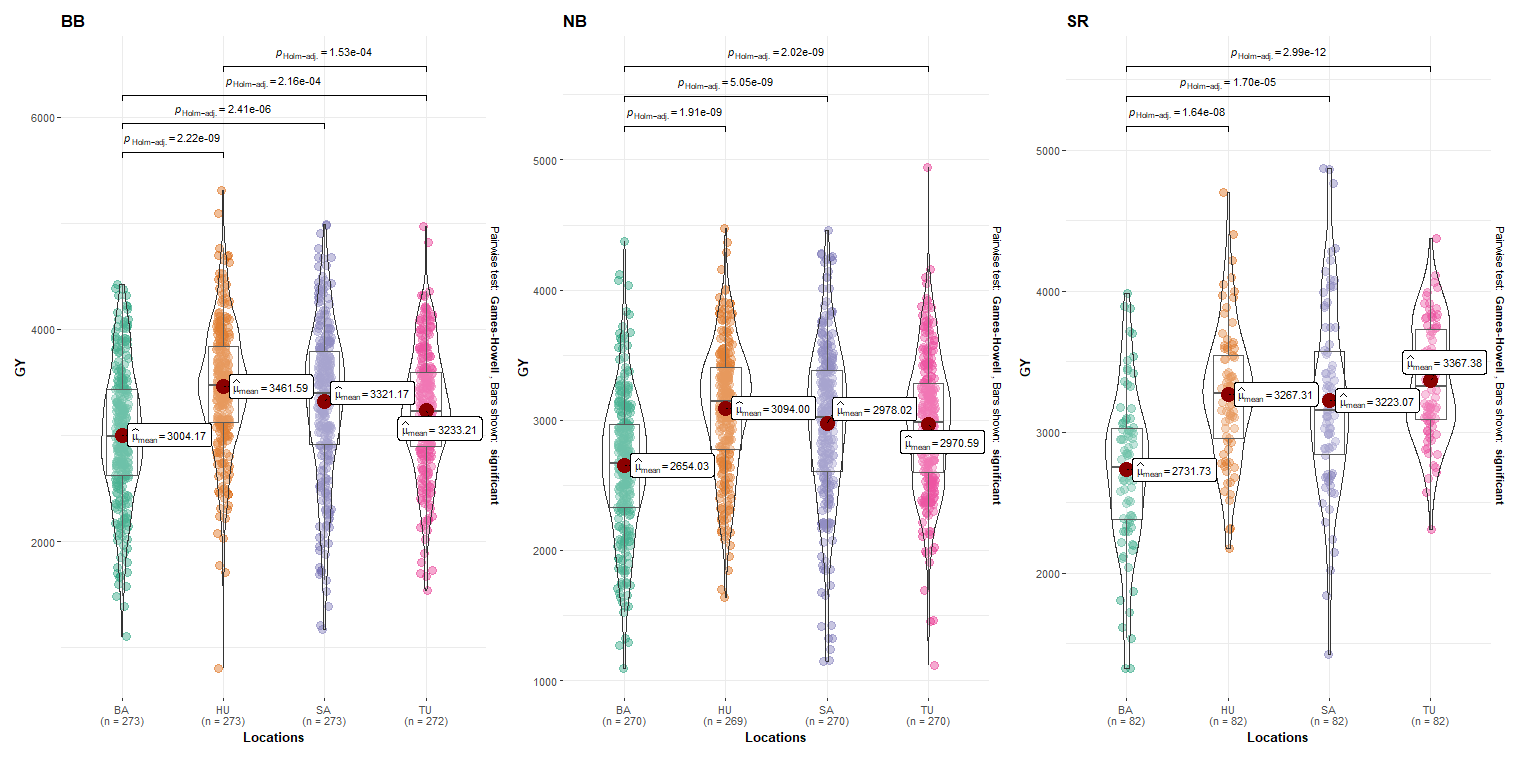 BB
p Holm−adj. = 1.53e-04
p Holm−adj. = 2.16e-04
p Holm−adj. = 2.41e-06
p Holm−adj. = 2.22e-09
6000
4000
2000
GY
μ̂ mean = 3004.17
μ̂ mean = 3461.59
μ̂ mean = 3321.17
μ̂ mean = 3233.21
BA
(n = 273)
HU
(n = 273)
SA
(n = 273)
TU
(n = 272)
Locations
Pairwise test: Games−Howell , Bars shown: significant
NB
p Holm−adj. = 2.02e-09
p Holm−adj. = 5.05e-09
p Holm−adj. = 1.91e-09
5000
4000
3000
2000
1000
GY
μ̂ mean = 2654.03
μ̂ mean = 3094.00
μ̂ mean = 2978.02
μ̂ mean = 2970.59
BA
(n = 270)
HU
(n = 269)
SA
(n = 270)
TU
(n = 270)
Locations
Pairwise test: Games−Howell , Bars shown: significant
SR
p Holm−adj. = 2.99e-12
p Holm−adj. = 1.70e-05
p Holm−adj. = 1.64e-08
5000
4000
3000
2000
GY
μ̂ mean = 2731.73
μ̂ mean = 3267.31
μ̂ mean = 3223.07
μ̂ mean = 3367.38
BA
(n = 82)
HU
(n = 82)
SA
(n = 82)
TU
(n = 82)
Locations
Pairwise test: Games−Howell , Bars shown: significant